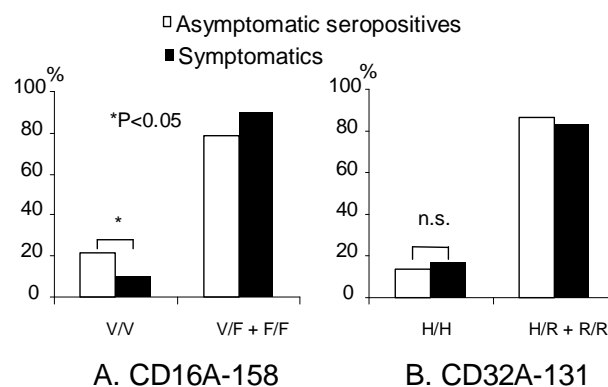 Asymptomatic seropositives
Symptomatics
%
100
80
60
40
20
0
*P<0.05
*
V/V
V/F + F/F
A. CD16A-158
%
100
80
60
40
20
0
n.s.
H/H
H/R + R/R
B. CD32A-131